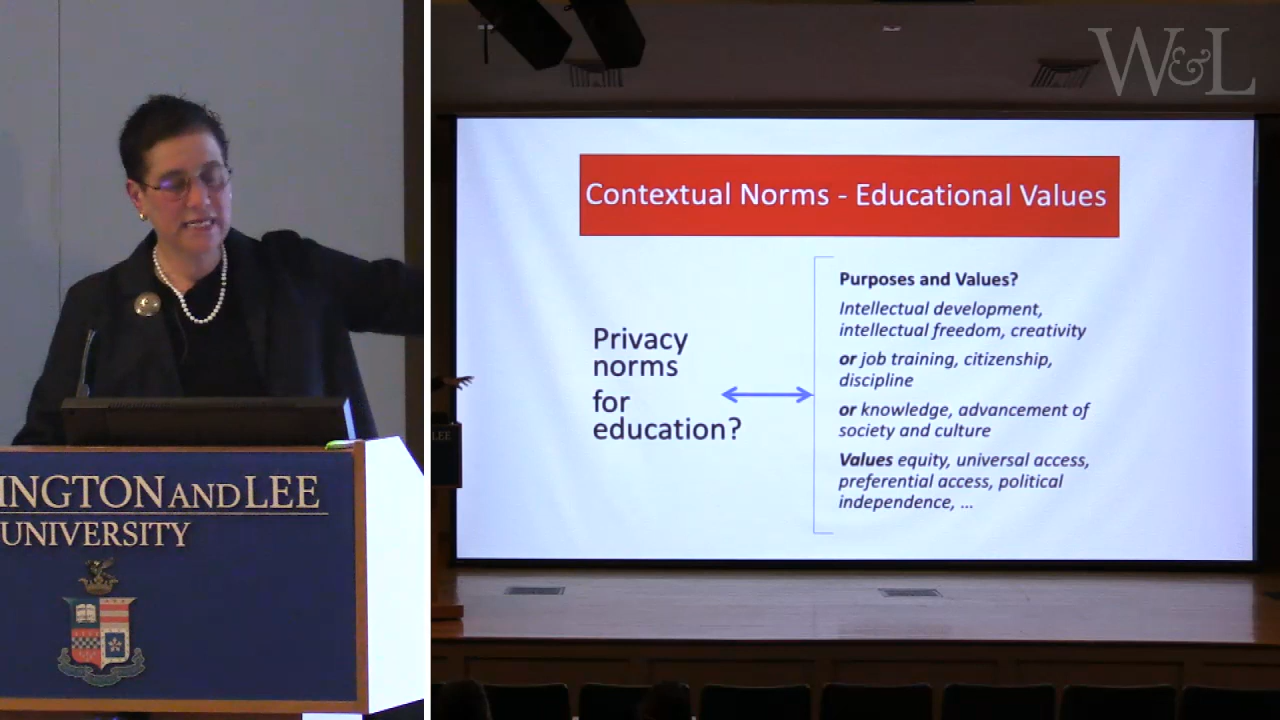 W&L
INGTON AND LEE
UNIVERSITY
Contextual Norms - Educational Values
Privacy
norms
for
education?
Purposes and Values?
Intellectual development,
intellectual freedom, creativity
or job training, citizenship,
discipline
or knowledge, advancement of
society and culture
Values equity, universal access,
preferential access, political
independence, ...
LEE